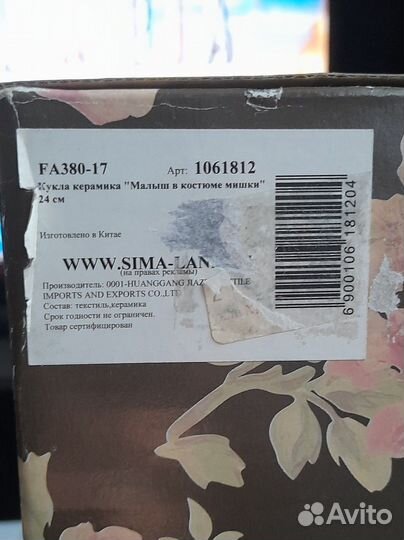 FA380-17 Арт: 1061812
Кукла керамика "Малыш в костюме мишки"
24 см
Изготовлено в Китае
WWW.SIMA-LAN
(на правах рекламы)
Производитель: 0001-HUANGGANG
IMPORTS AND EXPORTS CO.,LT
Состав: текстиль,керамика
Срок годности не ограничен.
Товар сертифицирован
6900106181204
Avito